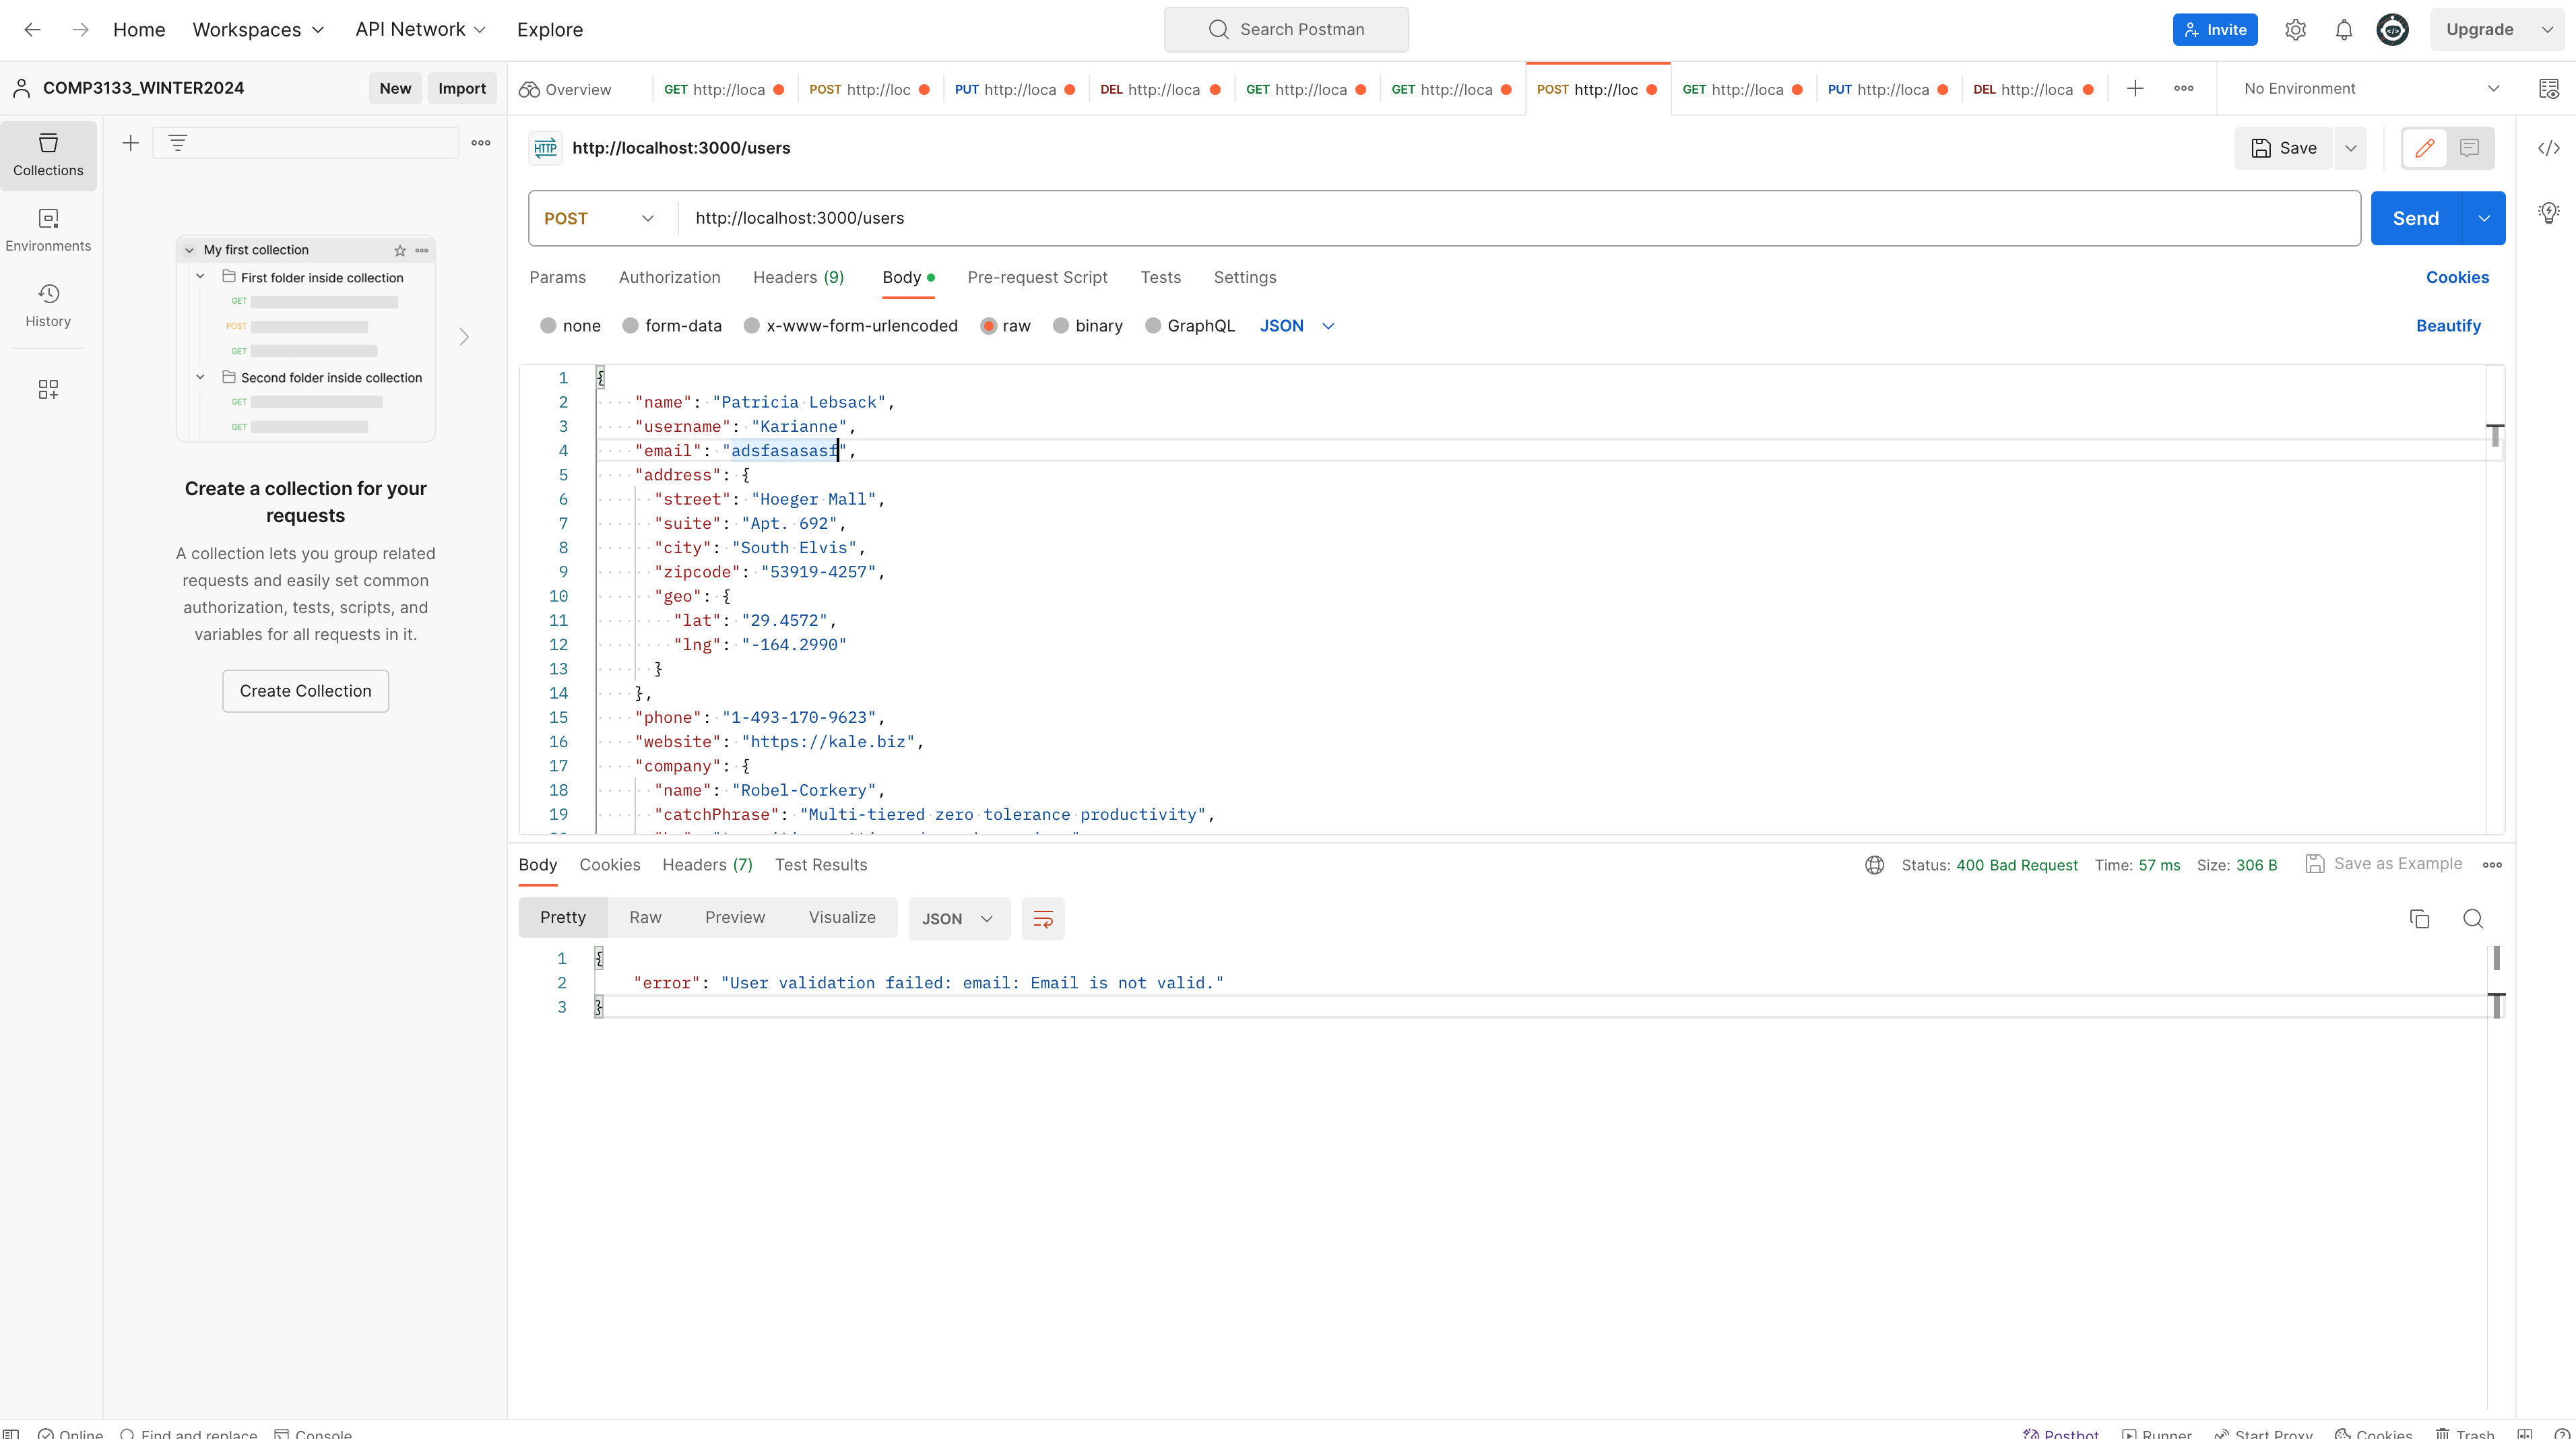 Home Workspaces API Network Explore Search Postman Invite Upgrade
COMP3133_WINTER2024 New Import Overview GET http://loca POST http://loc PUT http://loca DEL http://loca GET http://loca GET http://loca POST http://loc GET http://loca PUT http://loca DEL http://loca No Environment
Collections
Environments
History
My first collection
First folder inside collection
GET
POST
GET
Second folder inside collection
GET
GET
Create a collection for your
requests
A collection lets you group related
requests and easily set common
authorization, tests, scripts, and
variables for all requests in it.
Create Collection
HTTP http://localhost:3000/users Save
POST http://localhost:3000/users Send
Params Authorization Headers (9) Body Pre-request Script Tests Settings Cookies
none form-data x-www-form-urlencoded raw binary GraphQL JSON Beautify
1 {
2 "name": "Patricia Lebsack",
3 "username": "Karianne",
4 "email": "adsfasasasf",
5 "address": {
6 "street": "Hoeger Mall",
7 "suite": "Apt. 692",
8 "city": "South Elvis",
9 "zipcode": "53919-4257",
10 "geo": {
11 "lat": "29.4572",
12 "lng": "-164.2990"
13 }
14 },
15 "phone": "1-493-170-9623",
16 "website": "https://kale.biz",
17 "company": {
18 "name": "Robel-Corkery",
19 "catchPhrase": "Multi-tiered zero tolerance productivity",
Body Cookies Headers (7) Test Results Status: 400 Bad Request Time: 57 ms Size: 306 B Save as Example
Pretty Raw Preview Visualize JSON
1 {
2 "error": "User validation failed: email: Email is not valid."
3 }
Online Find and replace Console Postbot Runner Start Proxy Cookies Trash